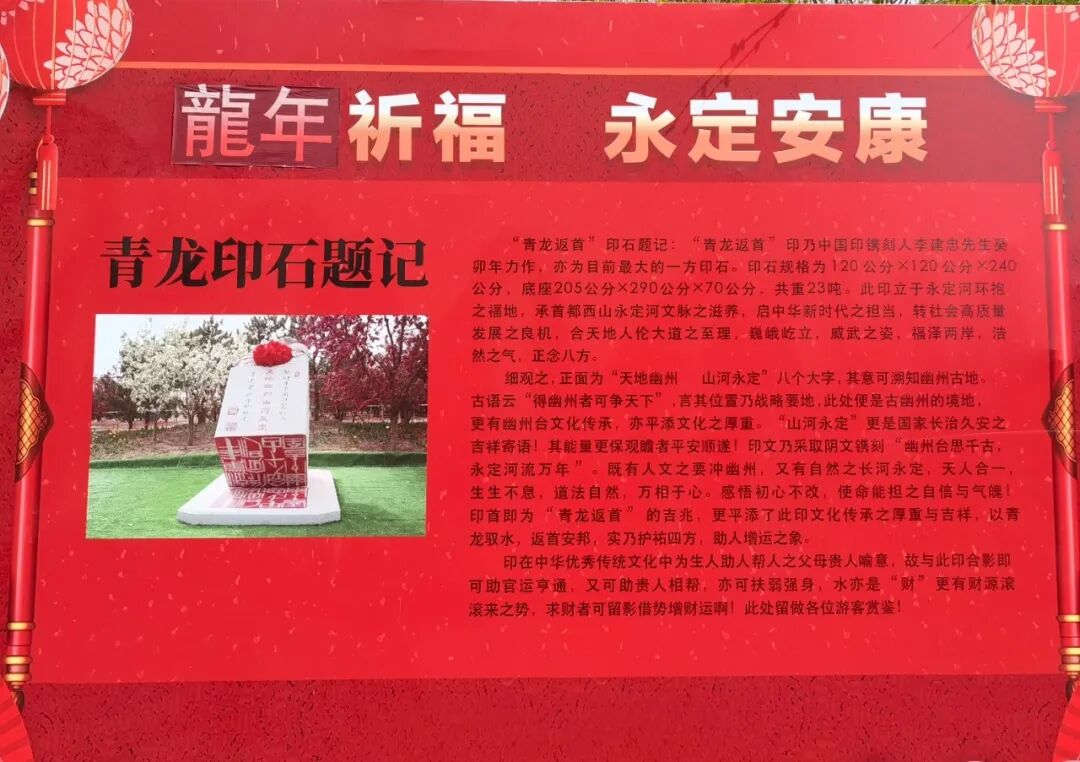 龍年祈福 永定安康
青龙印石题记
“青龙返首”印石题记：“青龙返首”印乃中国印镌刻人李建忠先生癸
卯年力作，亦为目前最大的一方印石。印石规格为120公分×120公分×240
公分，底座205公分×290公分×70公分，共重23吨。此印立于永定河环抱
之福地，承首都西山永定河文脉之滋养，启中华新时代之担当，转社会高质量
发展之良机，合天地人伦大道之至理，巍峨屹立，威武之姿，福泽两岸，浩
然之气，正念八方。
细观之，正面为“天地幽州 山河永定”八个大字，其意可溯知幽州古地。
古语云“得幽州者可争天下”，言其位置乃战略要地，此处便是古幽州的境地，
更有幽州台文化传承，亦平添文化之厚重。“山河永定”更是国家长治久安之
吉祥寄语！其能量更保观瞻者平安顺遂！印文乃采取阴文镌刻“幽州台思千古，
永定河流万年”。既有人文之要冲幽州，又有自然之长河永定，天人合一，
生生不息，道法自然，万相于心。感悟初心不改，使命能担之自信与气魄！
印首即为“青龙返首”的吉兆，更平添了此印文化传承之厚重与吉祥，以青
龙驭水，返首安邦，实乃护祐四方，助人增运之象。
印在中华优秀传统文化中为生人助人帮人之父母贵人喻意，故与此印合影即
可助官运亨通，又可助贵人相帮，亦可扶弱强身，水亦是“财”更有财源滚
滚来之势，求财者可留影借势增财运啊！此处留做各位游客赏鉴！